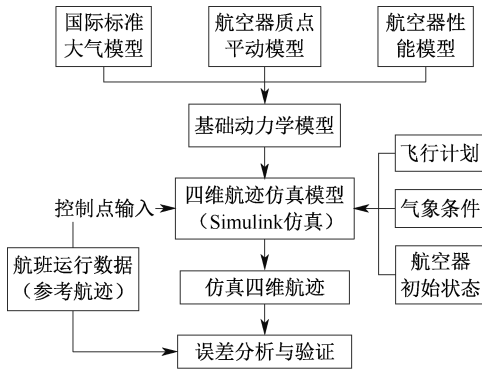 国际标准
大气模型
航空器质点
平动模型
航空器性
能模型
基础动力学模型
飞行计划
控制点输入
四维航迹仿真模型
（Simulink仿真）
气象条件
航班运行数据
（参考航迹）
仿真四维航迹
航空器
初始状态
误差分析与验证